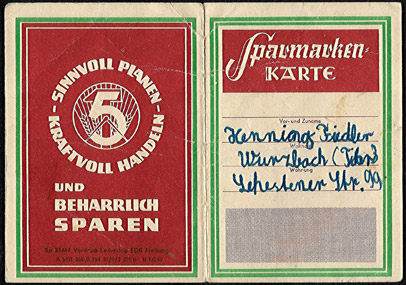 SINNVOLL PLANEN
KRAFTVOLL HANDELN
5
UND
BEHARRLICH
SPAREN
Sparmarken-
KARTE
Vor- und Zuname
Henning Fiedler
Wurzbach (Thür)
Wohnung
Lehestener Str. 99